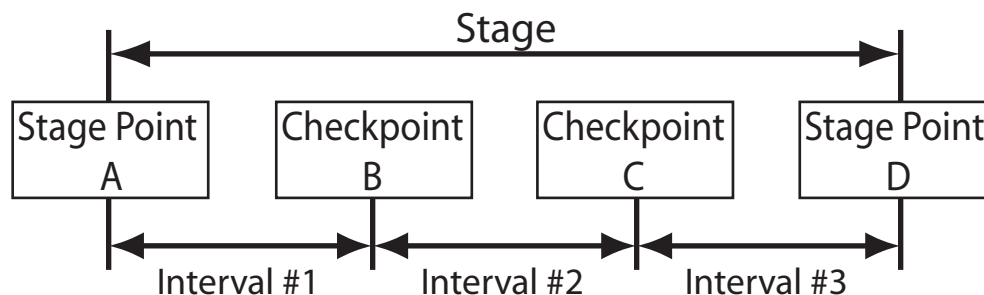 Stage
Stage Point
A
Checkpoint
B
Checkpoint
C
Stage Point
D
Interval #1
Interval #2
Interval #3